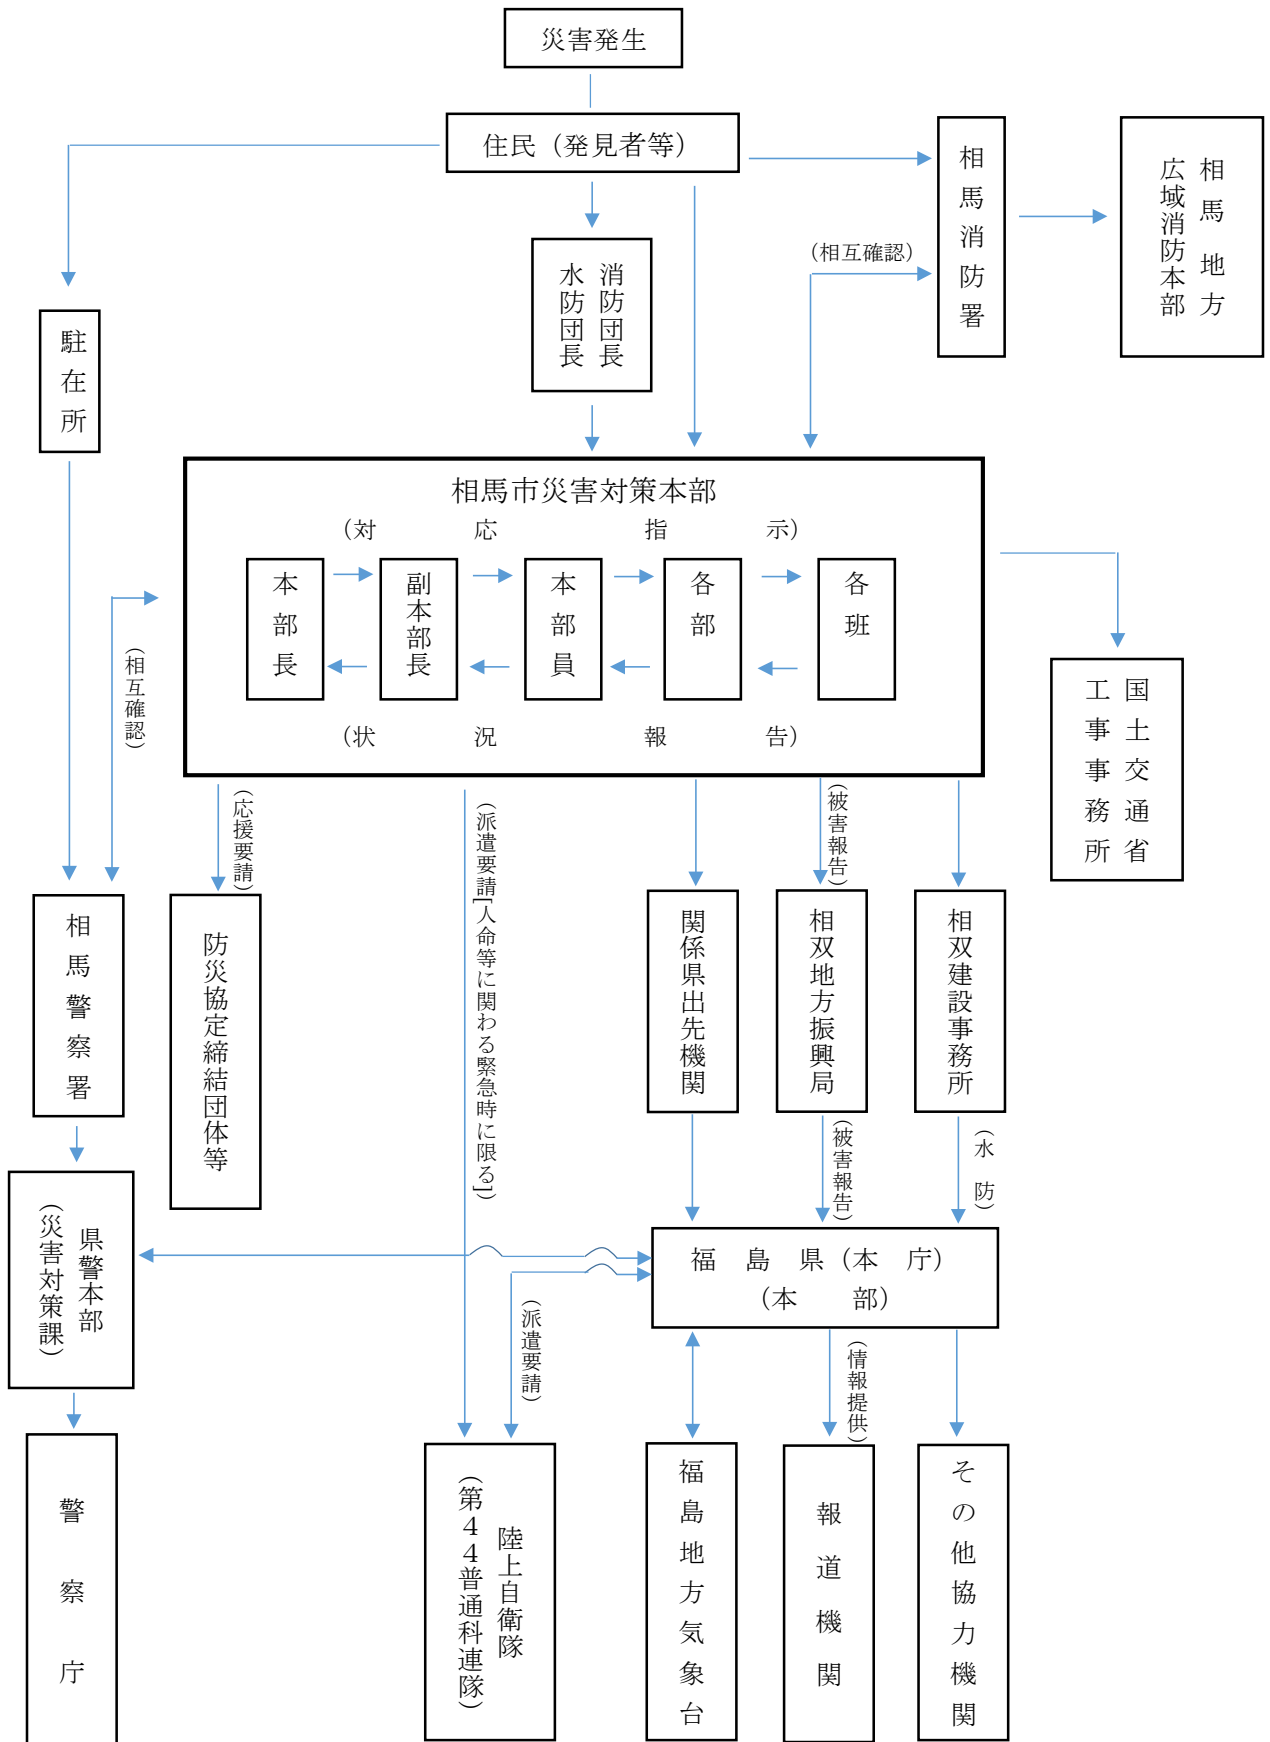 災害発生
住民（発見者等）
相馬消防署
相馬地方
広域消防本部
（相互確認）
消防団長
水防団長
駐在所
相馬市災害対策本部
（対応指示）
本部長
副本部長
本部員
各部
各班
（状況報告）
（相互確認）
国土交通省
工事事務所
（応援要請）
（派遣要請［人命等に関わる緊急時に限る］）
（被害報告）
相馬警察署
防災協定締結団体等
関係県出先機関
相双地方振興局
相双建設事務所
（被害報告）
（水防）
県警本部
（災害対策課）
福島県（本庁）
（本部）
（派遣要請）
（情報提供）
警察庁
陸上自衛隊
（第４４普通科連隊）
福島地方気象台
報道機関
その他協力機関